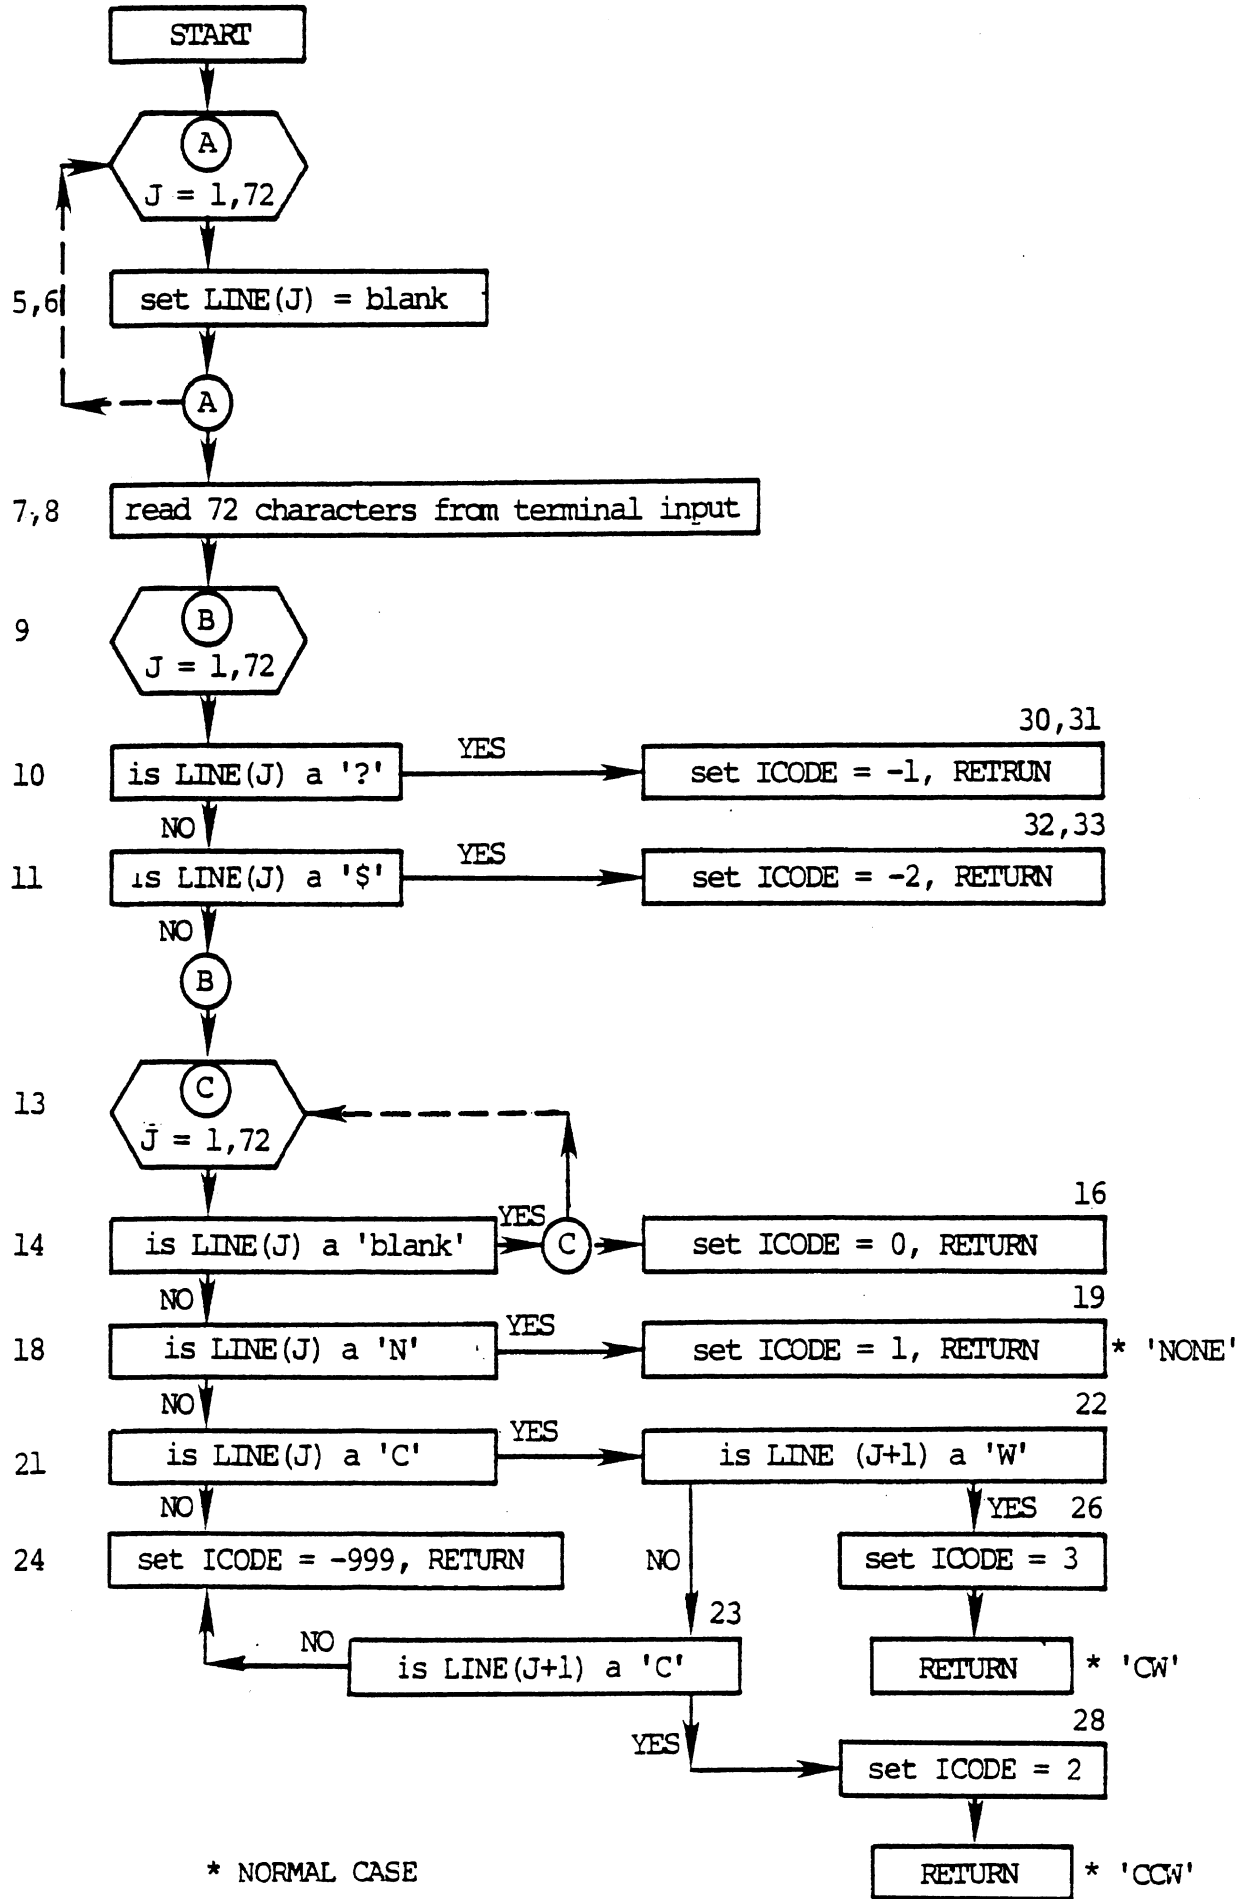 START
A
J = 1,72
5,6 set LINE(J) = blank
A
7,8 read 72 characters from terminal input
B
9
J = 1,72
30,31
10 is LINE(J) a '?' YES set ICODE = -1, RETRUN
NO
32,33
11 is LINE(J) a '$' YES set ICODE = -2, RETURN
NO
B
C
13
J = 1,72
16
14 is LINE(J) a 'blank' YES C set ICODE = 0, RETURN
NO
19
18 is LINE(J) a 'N' YES set ICODE = 1, RETURN * 'NONE'
NO
22
21 is LINE(J) a 'C' YES is LINE (J+1) a 'W'
NO
YES 26
24 set ICODE = -999, RETURN NO set ICODE = 3
23
NO is LINE(J+1) a 'C' RETURN * 'CW'
28
YES set ICODE = 2
* NORMAL CASE RETURN * 'CCW'